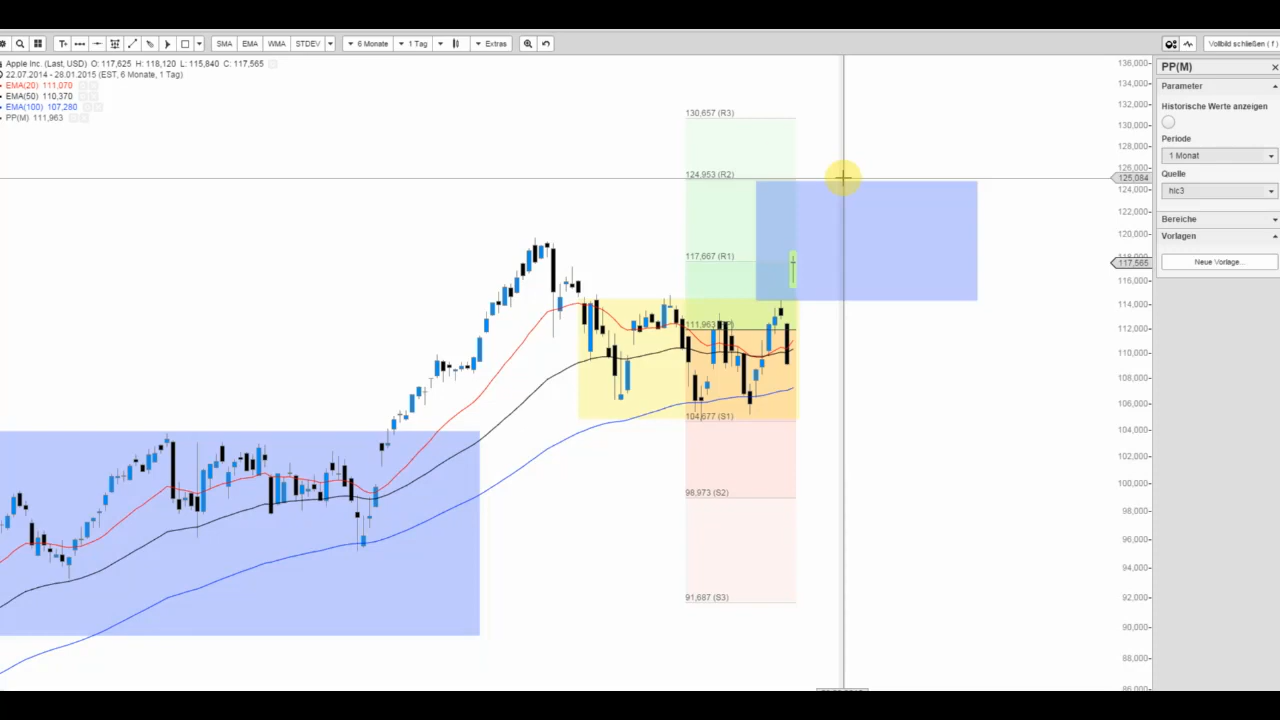 SMA EMA WMA STDEV 6 Monate 1 Tag Extras Vollbild schließen ( f )
Apple Inc. (Last, USD) O: 117,625 H: 118,120 L: 115,840 C: 117,565
22.07.2014 - 28.01.2015 (EST, 6 Monate, 1 Tag)
EMA(20) 111,070
EMA(50) 110,370
EMA(100) 107,280
PP(M) 111,963
130,657 (R3)
124,953 (R2)
117,667 (R1)
111,963
104,677 (S1)
98,973 (S2)
91,687 (S3)
136,000
134,000
132,000
130,000
128,000
126,000
125,084
124,000
122,000
120,000
117,565
116,000
114,000
112,000
110,000
108,000
106,000
104,000
102,000
100,000
98,000
96,000
94,000
92,000
90,000
88,000
86,000
PP(M)
Parameter
Historische Werte anzeigen
Periode
1 Monat
Quelle
hlc3
Bereiche
Vorlagen
Neue Vorlage...